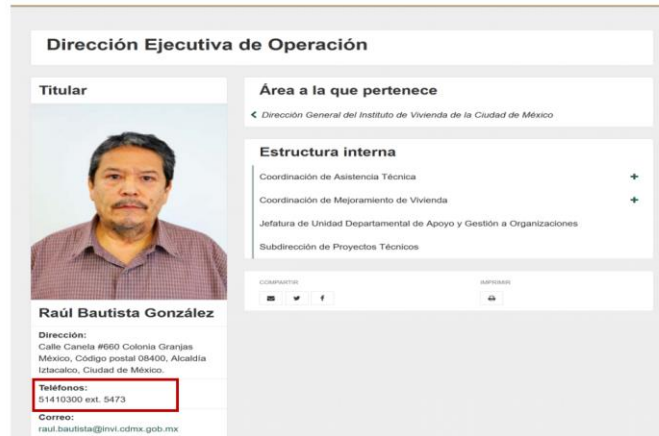 Dirección Ejecutiva de Operación
Titular
Raúl Bautista González
Dirección:
Calle Canela #660 Colonia Granjas
México, Código postal 08400, Alcaldía
Iztacalco, Ciudad de México.
Teléfonos:
51410300 ext. 5473
Correo:
raul.bautista@invi.cdmx.gob.mx
Área a la que pertenece
Dirección General del Instituto de Vivienda de la Ciudad de México
Estructura interna
Coordinación de Asistencia Técnica
Coordinación de Mejoramiento de Vivienda
Jefatura de Unidad Departamental de Apoyo y Gestión a Organizaciones
Subdirección de Proyectos Técnicos
COMPARTIR
IMPRIMIR